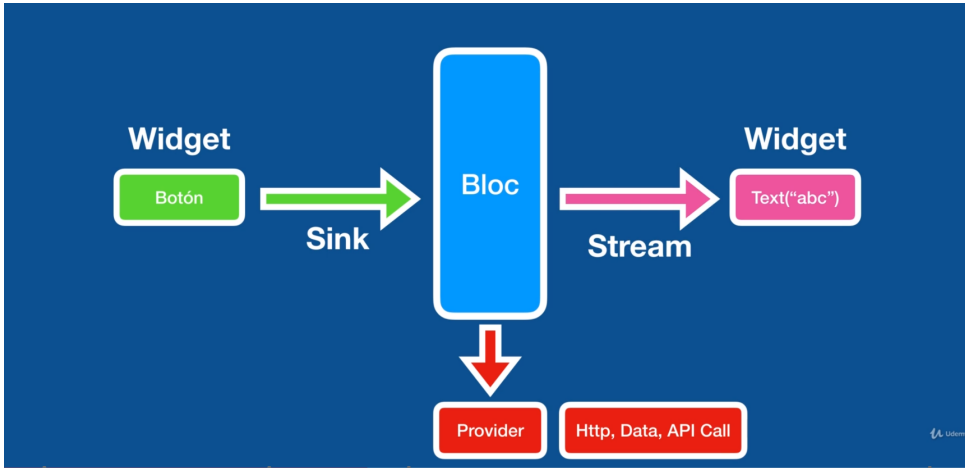 Widget
Botón
Sink
Bloc
Stream
Widget
Text("abc")
Provider
Http, Data, API Call